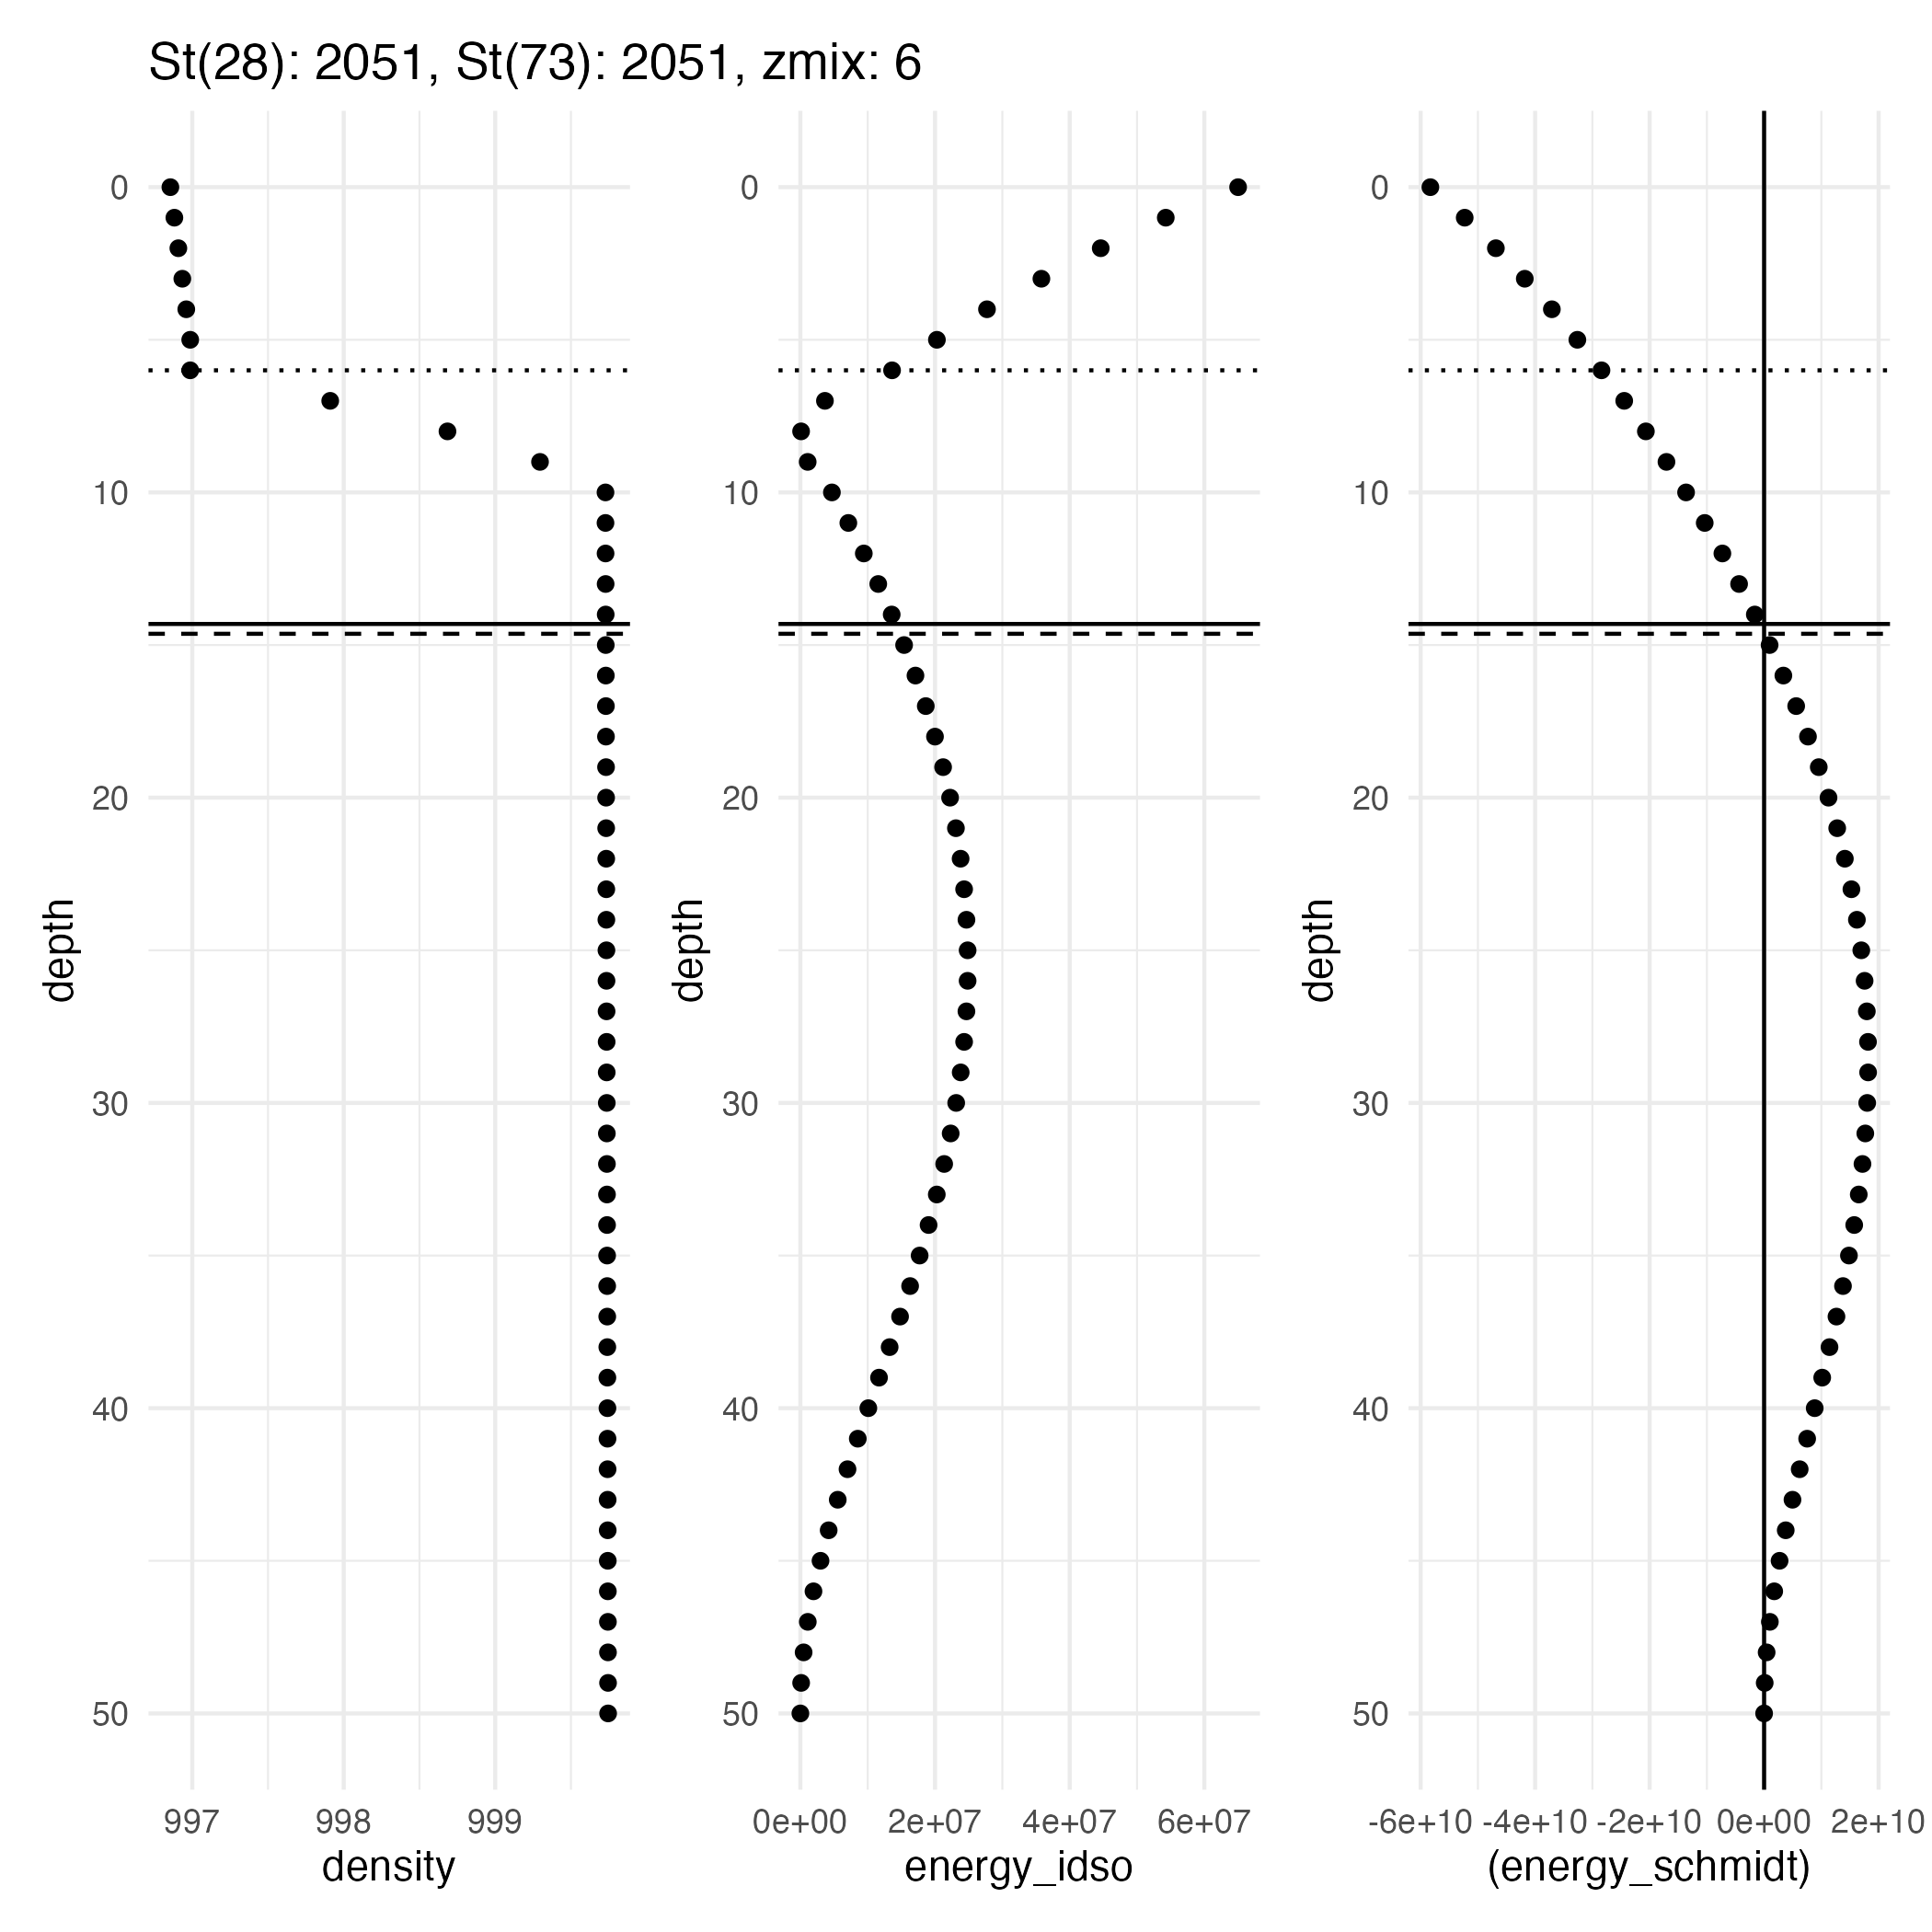 St(28): 2051, St(73): 2051, zmix: 6
0
10
20
30
40
50
depth
997 998 999
density
0
10
20
30
40
50
depth
0e+00 2e+07 4e+07 6e+07
energy_idso
0
10
20
30
40
50
depth
-6e+10 -4e+10 -2e+10 0e+00 2e+10
(energy_schmidt)